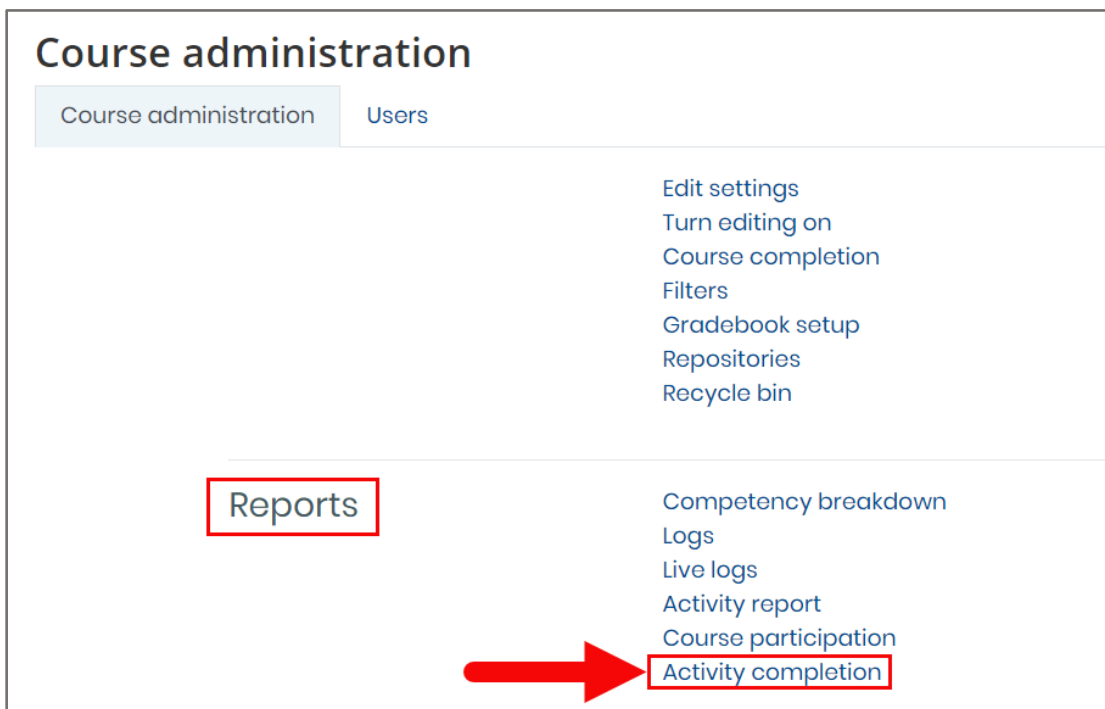 Course administration
Course administration Users
Edit settings
Turn editing on
Course completion
Filters
Gradebook setup
Repositories
Recycle bin
Reports
Competency breakdown
Logs
Live logs
Activity report
Course participation
Activity completion